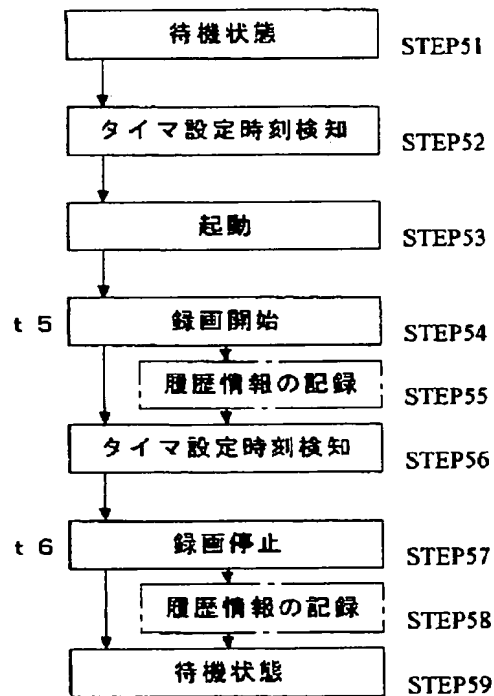 待機状態 STEP51
タイマ設定時刻検知 STEP52
起動 STEP53
t 5 録画開始 STEP54
履歴情報の記録 STEP55
タイマ設定時刻検知 STEP56
t 6 録画停止 STEP57
履歴情報の記録 STEP58
待機状態 STEP59